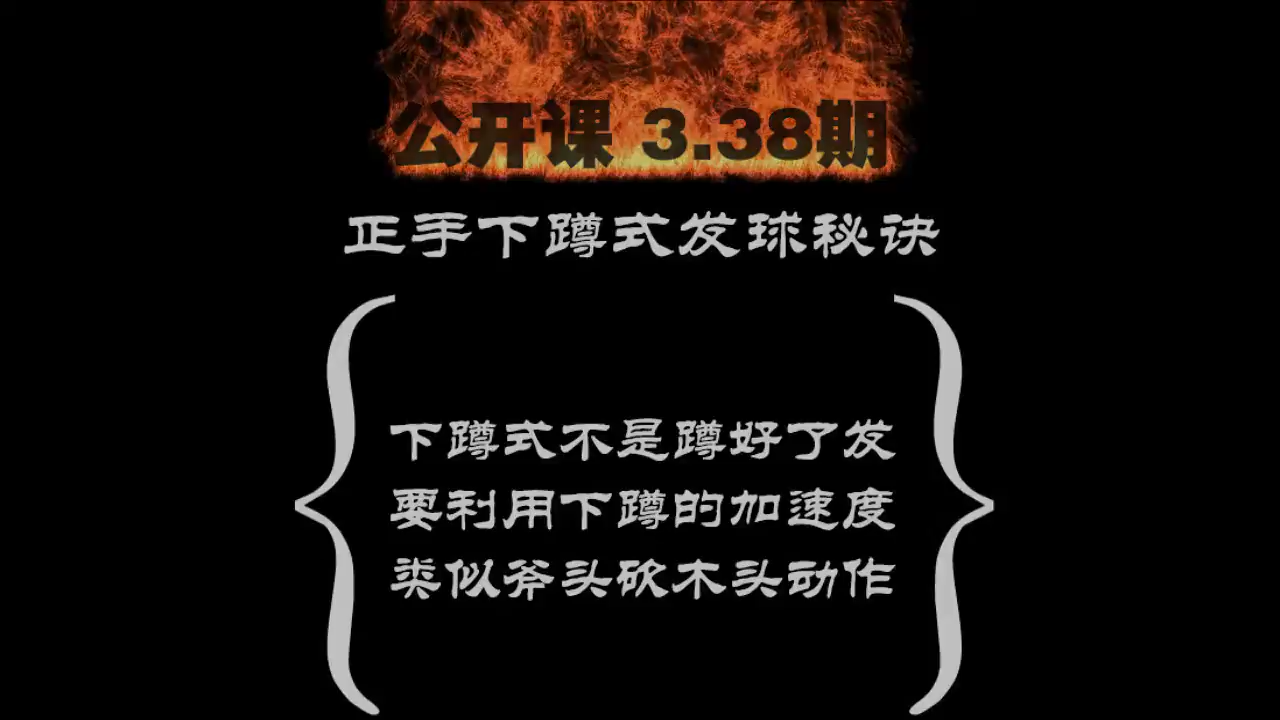 公开课 3.38期
正手下蹲式发球秘诀
下蹲式不是蹲好了发
要利用下蹲的加速度
类似斧头砍木头动作